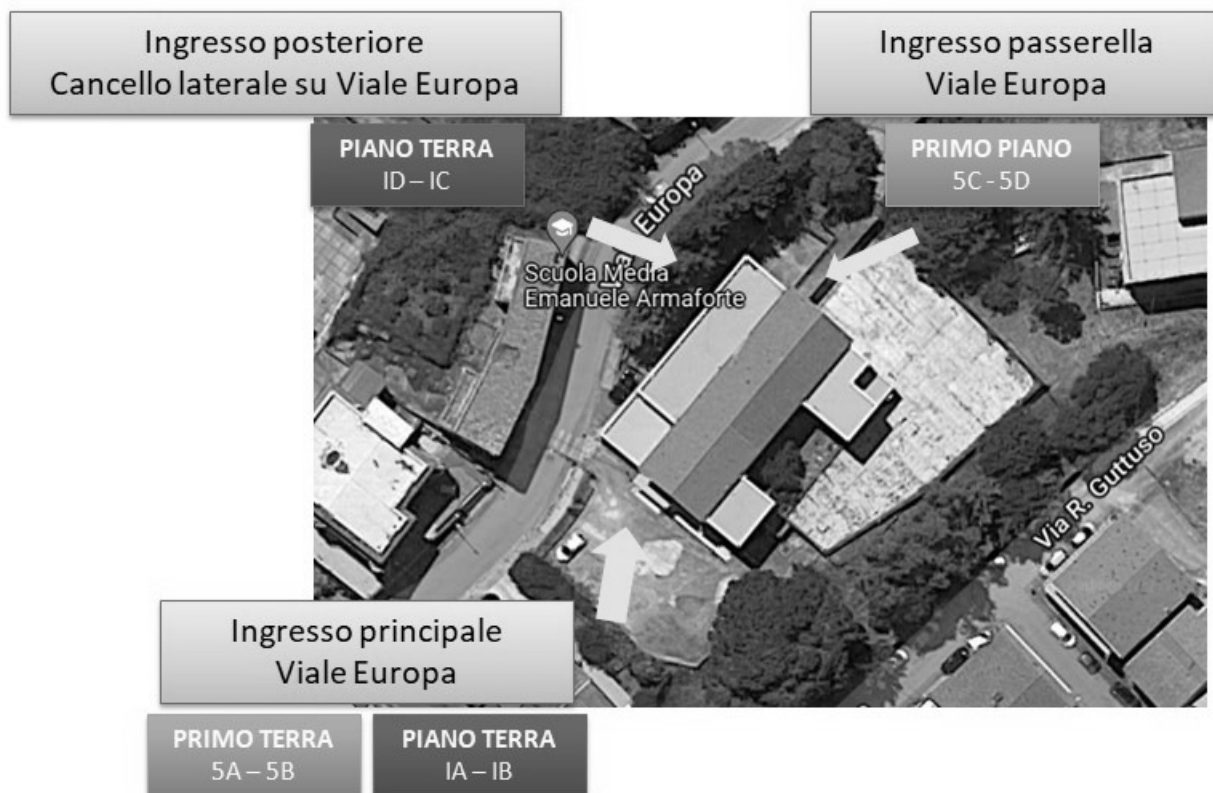 Ingresso posteriore
Cancello laterale su Viale Europa
Ingresso passerella
Viale Europa
PIANO TERRA
ID – IC
PRIMO PIANO
5C - 5D
Europa
Scuola Media
Emanuele Armaforte
Via R. Guttuso
Ingresso principale
Viale Europa
PRIMO TERRA
5A – 5B
PIANO TERRA
IA – IB